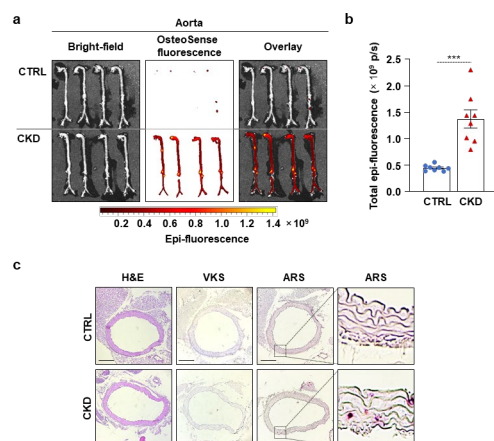 a
Aorta
Bright-field
OsteoSense
fluorescence
Overlay
CTRL
CKD
0.2 0.4 0.6 0.8 1.0 1.2 1.4 ×10⁹
Epi-fluorescence
b
Total epi-fluorescence (× 10⁹ p/s)
2.5
2.0
1.5
1.0
0.5
0.0
***
CTRL CKD
c
H&E VKS ARS ARS
CTRL
CKD